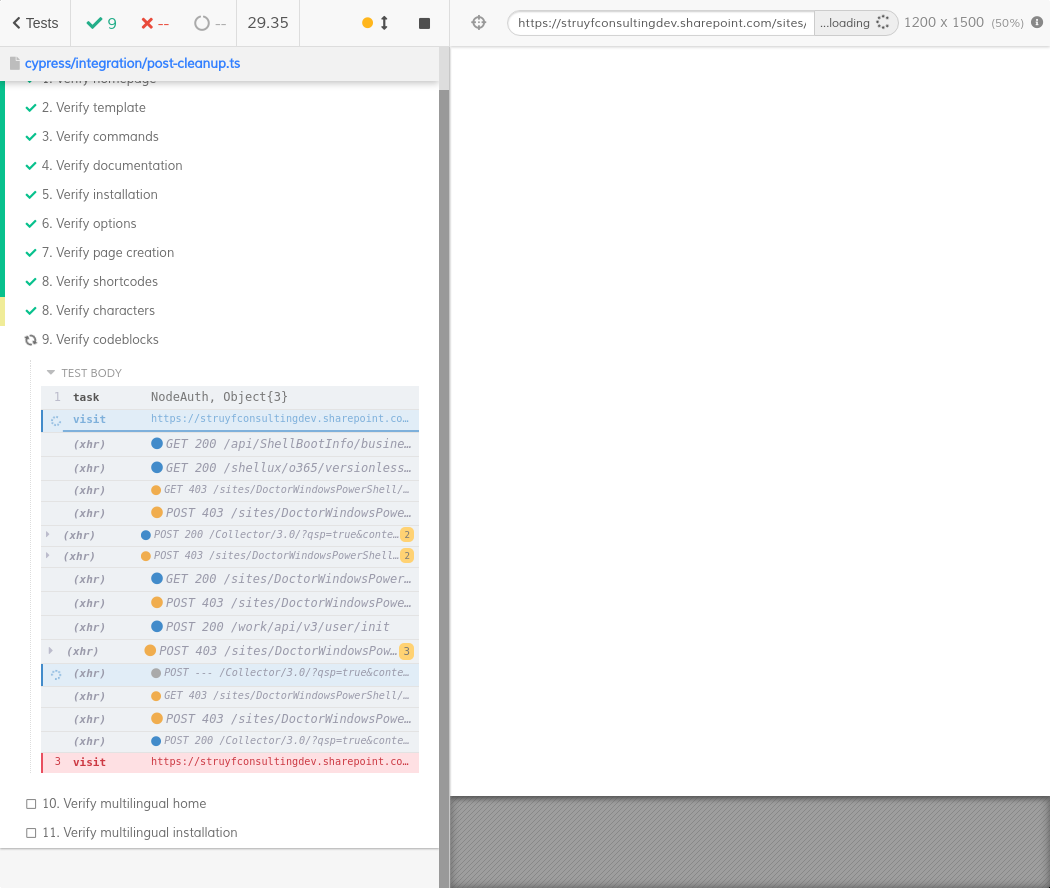 Tests 9 -- -- 29.35
https://struyfconsultingdev.sharepoint.com/sites/ ...loading 1200 x 1500 (50%)
cypress/integration/post-cleanup.ts
1. Verify homepage
2. Verify template
3. Verify commands
4. Verify documentation
5. Verify installation
6. Verify options
7. Verify page creation
8. Verify shortcodes
8. Verify characters
9. Verify codeblocks
TEST BODY
1 task NodeAuth, Object{3}
visit https://struyfconsultingdev.sharepoint.co…
(xhr) GET 200 /api/ShellBootInfo/busine…
(xhr) GET 200 /shellux/o365/versionless…
(xhr) GET 403 /sites/DoctorWindowsPowerShell/…
(xhr) POST 403 /sites/DoctorWindowsPowe…
(xhr) POST 200 /Collector/3.0/?qsp=true&conte… 2
(xhr) POST 403 /sites/DoctorWindowsPowerShell… 2
(xhr) GET 200 /sites/DoctorWindowsPower…
(xhr) POST 403 /sites/DoctorWindowsPowe…
(xhr) POST 200 /work/api/v3/user/init
(xhr) POST 403 /sites/DoctorWindowsPow… 3
(xhr) POST --- /Collector/3.0/?qsp=true&conte…
(xhr) GET 403 /sites/DoctorWindowsPowerShell/…
(xhr) POST 403 /sites/DoctorWindowsPowe…
(xhr) POST 200 /Collector/3.0/?qsp=true&conte…
3 visit https://struyfconsultingdev.sharepoint.co…
10. Verify multilingual home
11. Verify multilingual installation